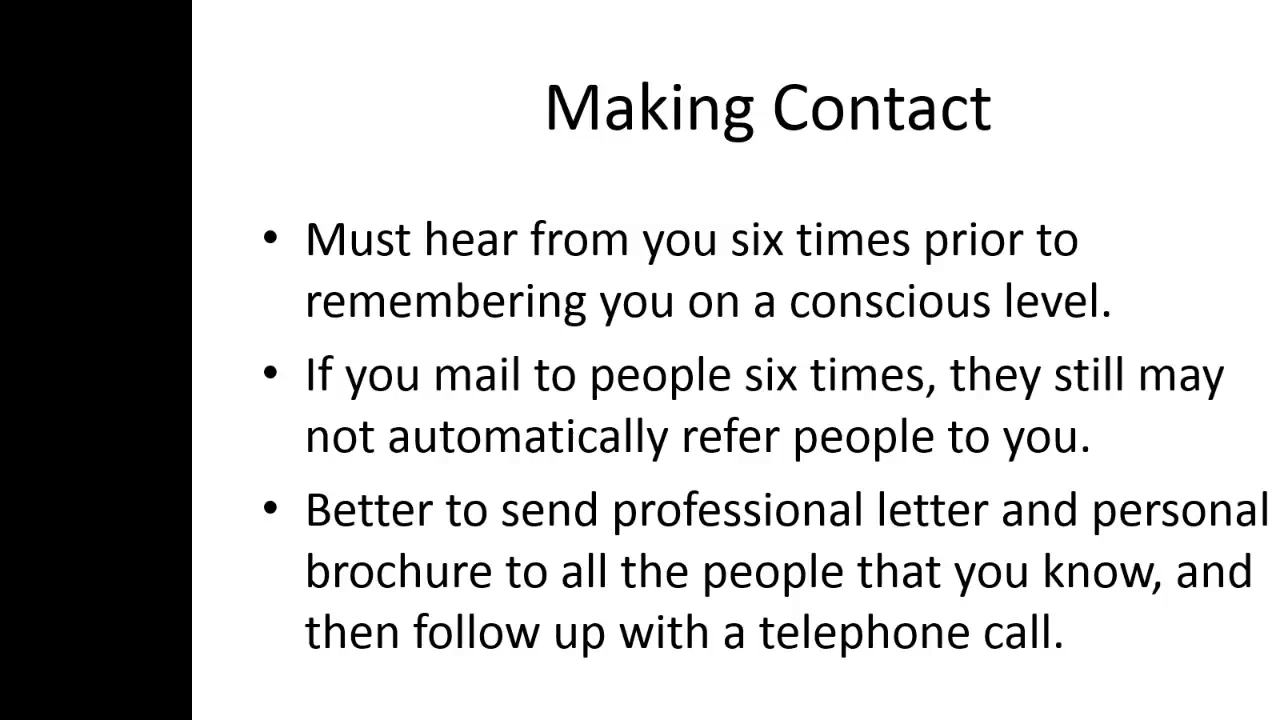 Making Contact
• Must hear from you six times prior to
remembering you on a conscious level.
• If you mail to people six times, they still may
not automatically refer people to you.
• Better to send professional letter and personal
brochure to all the people that you know, and
then follow up with a telephone call.